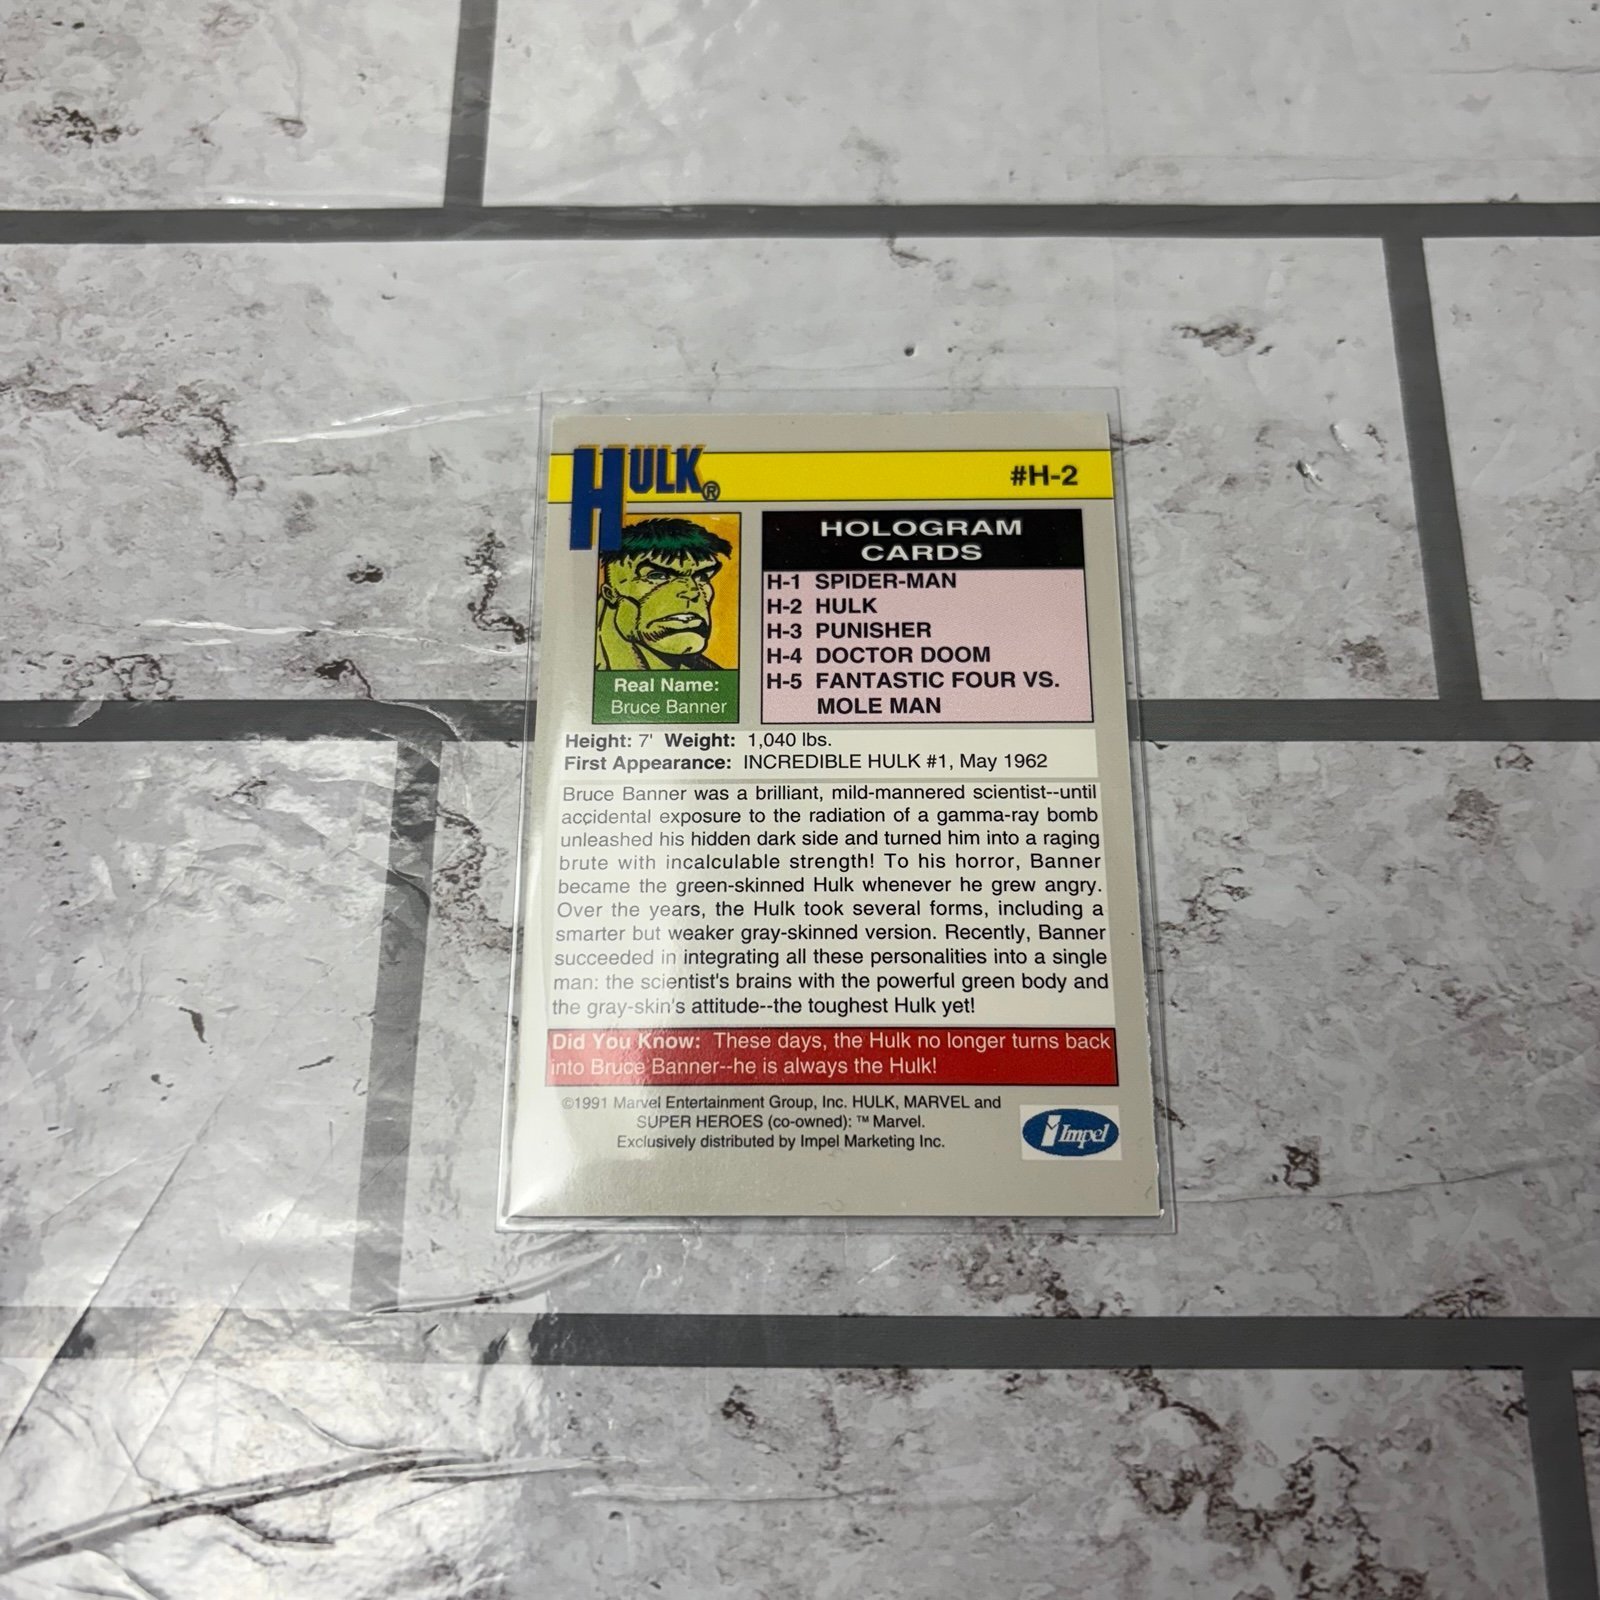 HULK®
#H-2
HOLOGRAM
CARDS
H-1 SPIDER-MAN
H-2 HULK
H-3 PUNISHER
H-4 DOCTOR DOOM
H-5 FANTASTIC FOUR VS.
MOLE MAN
Real Name:
Bruce Banner
Height: 7' Weight: 1,040 lbs.
First Appearance: INCREDIBLE HULK #1, May 1962
Bruce Banner was a brilliant, mild-mannered scientist--until
accidental exposure to the radiation of a gamma-ray bomb
unleashed his hidden dark side and turned him into a raging
brute with incalculable strength! To his horror, Banner
became the green-skinned Hulk whenever he grew angry.
Over the years, the Hulk took several forms, including a
smarter but weaker gray-skinned version. Recently, Banner
succeeded in integrating all these personalities into a single
man: the scientist's brains with the powerful green body and
the gray-skin's attitude--the toughest Hulk yet!
Did You Know: These days, the Hulk no longer turns back
into Bruce Banner--he is always the Hulk!
©1991 Marvel Entertainment Group, Inc. HULK, MARVEL and
SUPER HEROES (co-owned): ™ Marvel.
Exclusively distributed by Impel Marketing Inc.
Impel